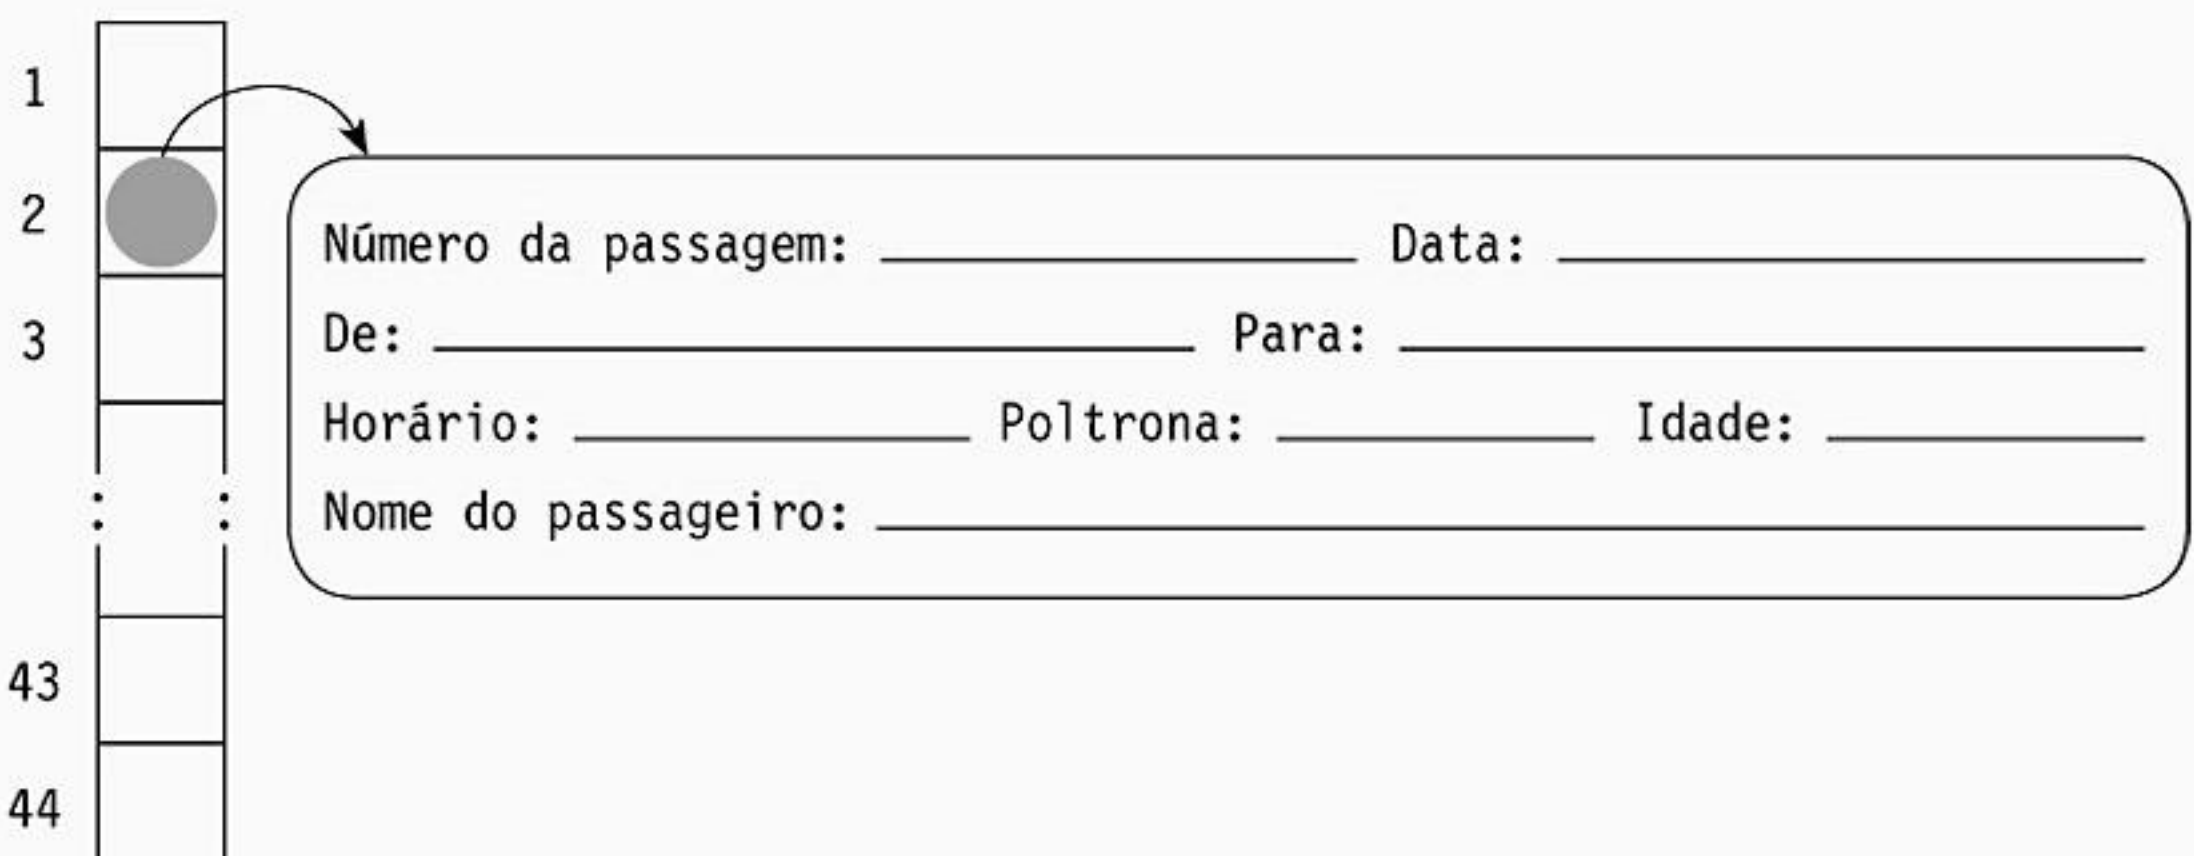 1
2
Número da passagem: Data:
3
De: Para:
Horário: Poltrona: Idade:
Nome do passageiro:
43
44